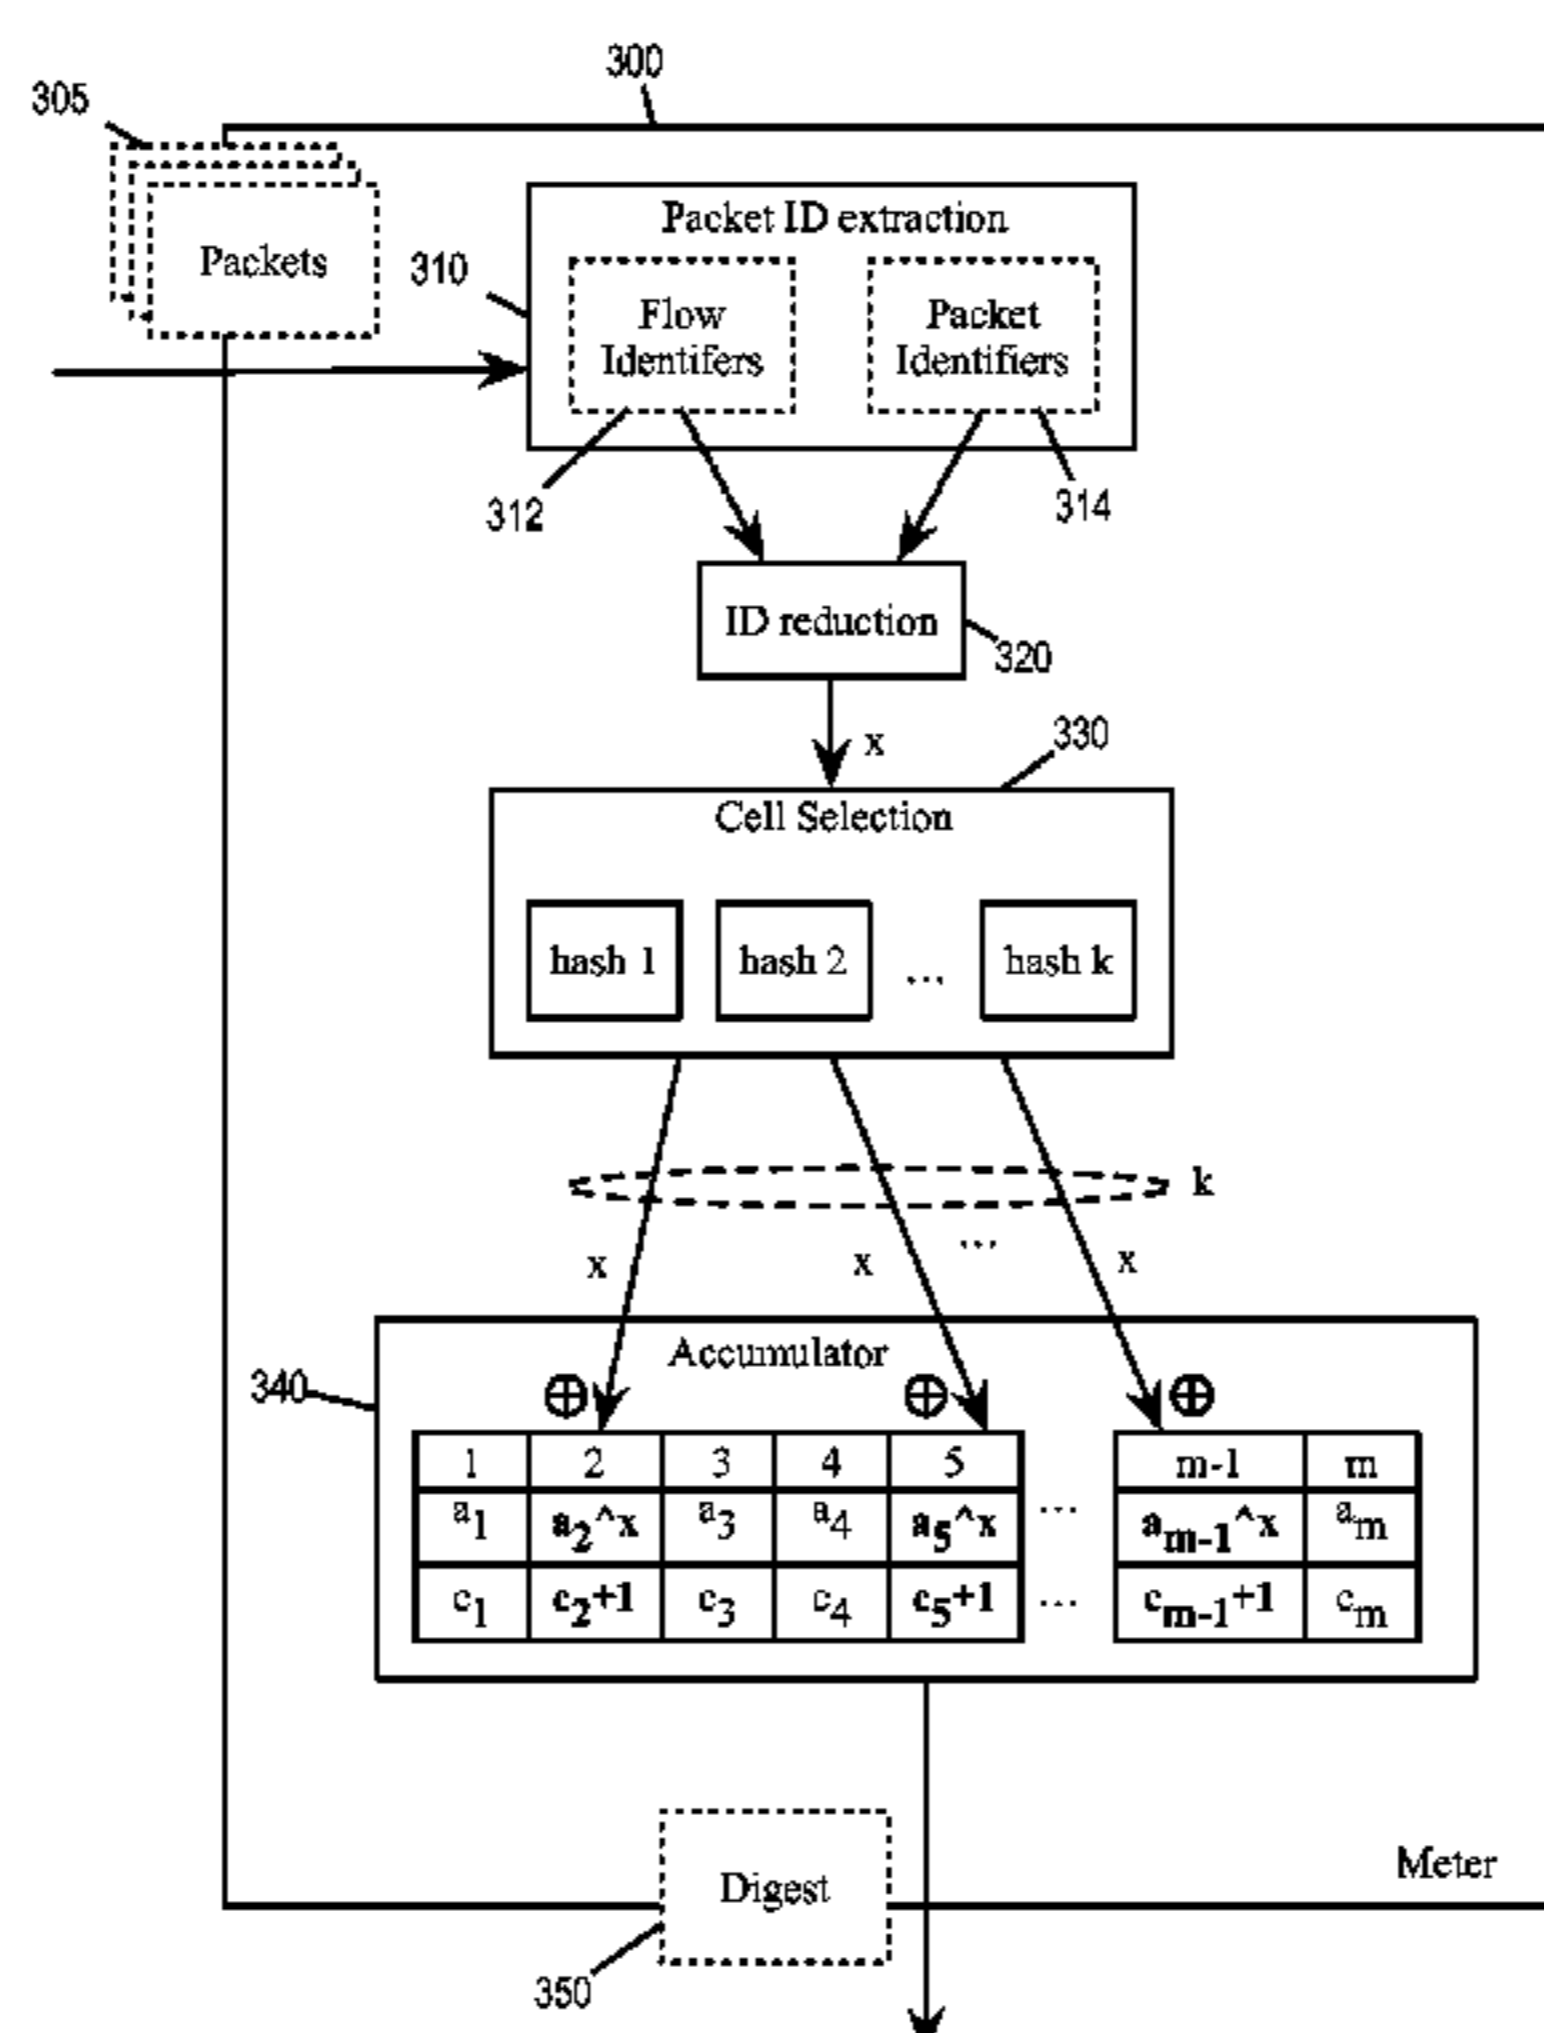 300
305
Packets
310
Packet ID extraction
Flow
Identifers
Packet
Identifiers
312
314
ID reduction
320
x
330
Cell Selection
hash 1 hash 2 ... hash k
k
x x ... x
Accumulator
340
⊕ ⊕ ⊕
1 2 3 4 5 m-1 m
a1 a2^x a3 a4 a5^x ... am-1^x am
c1 c2+1 c3 c4 c5+1 ... cm-1+1 cm
Meter
Digest
350